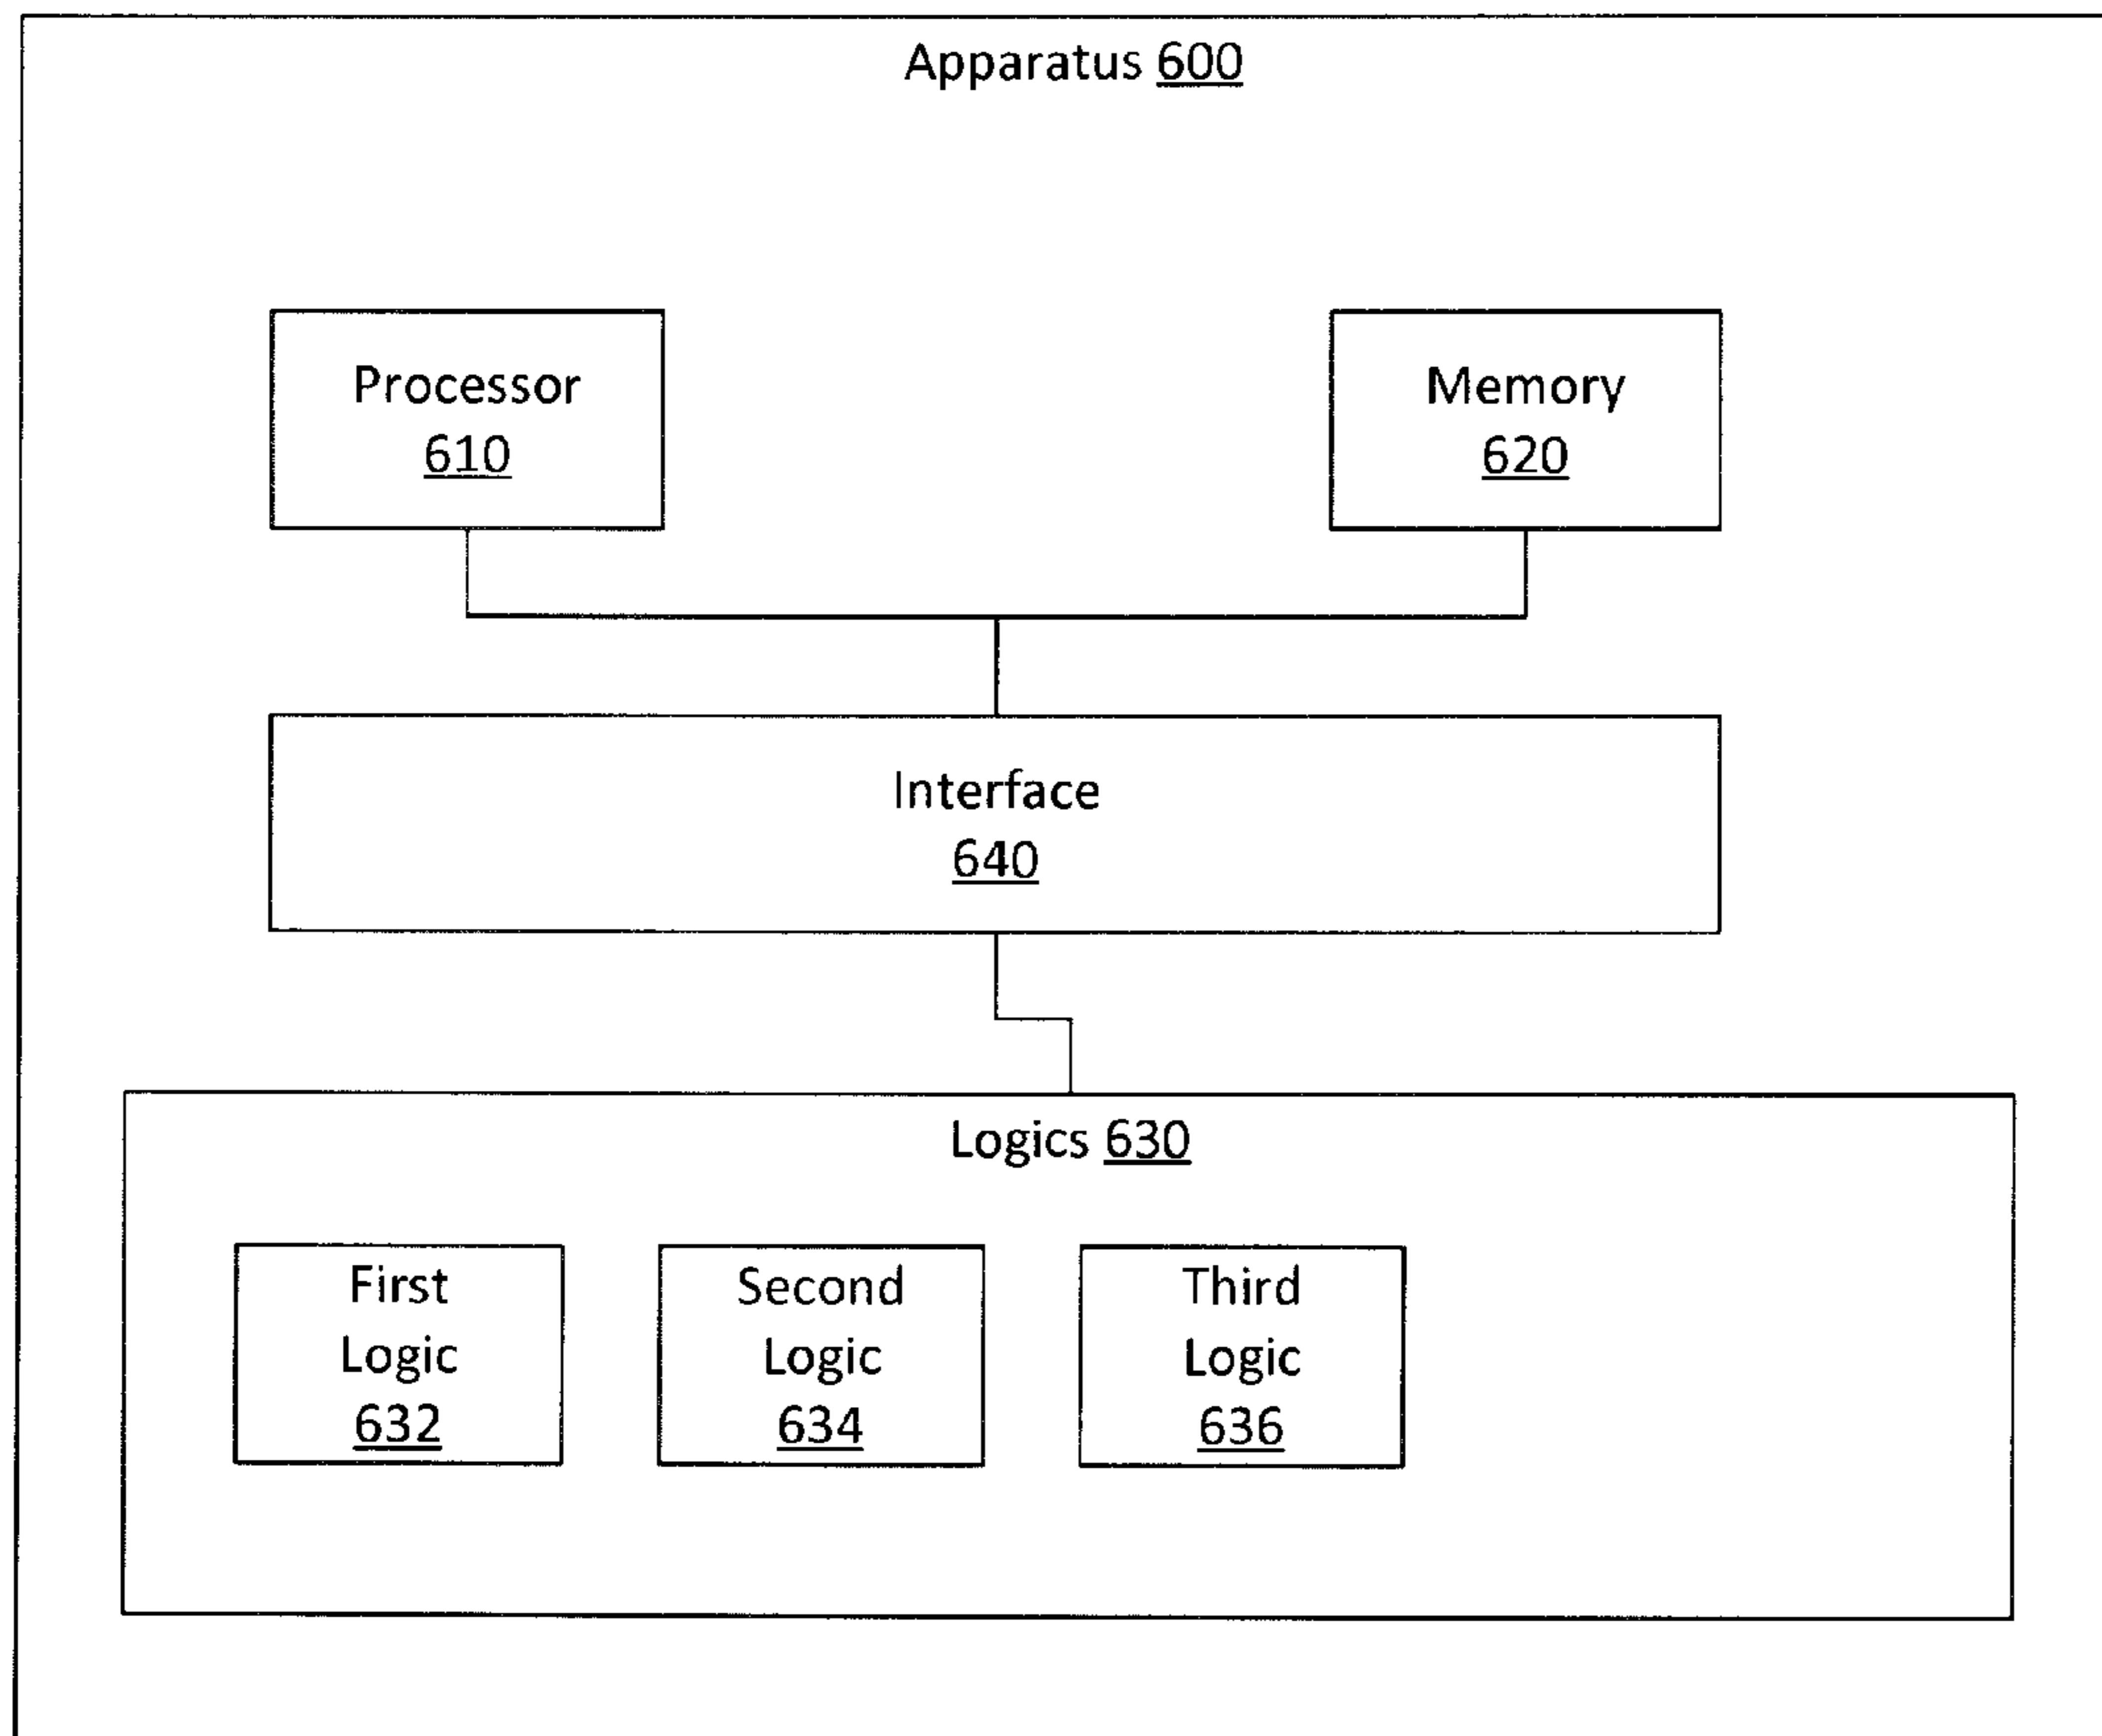 Apparatus 600
Processor
610
Memory
620
Interface
640
Logics 630
First
Logic
632
Second
Logic
634
Third
Logic
636